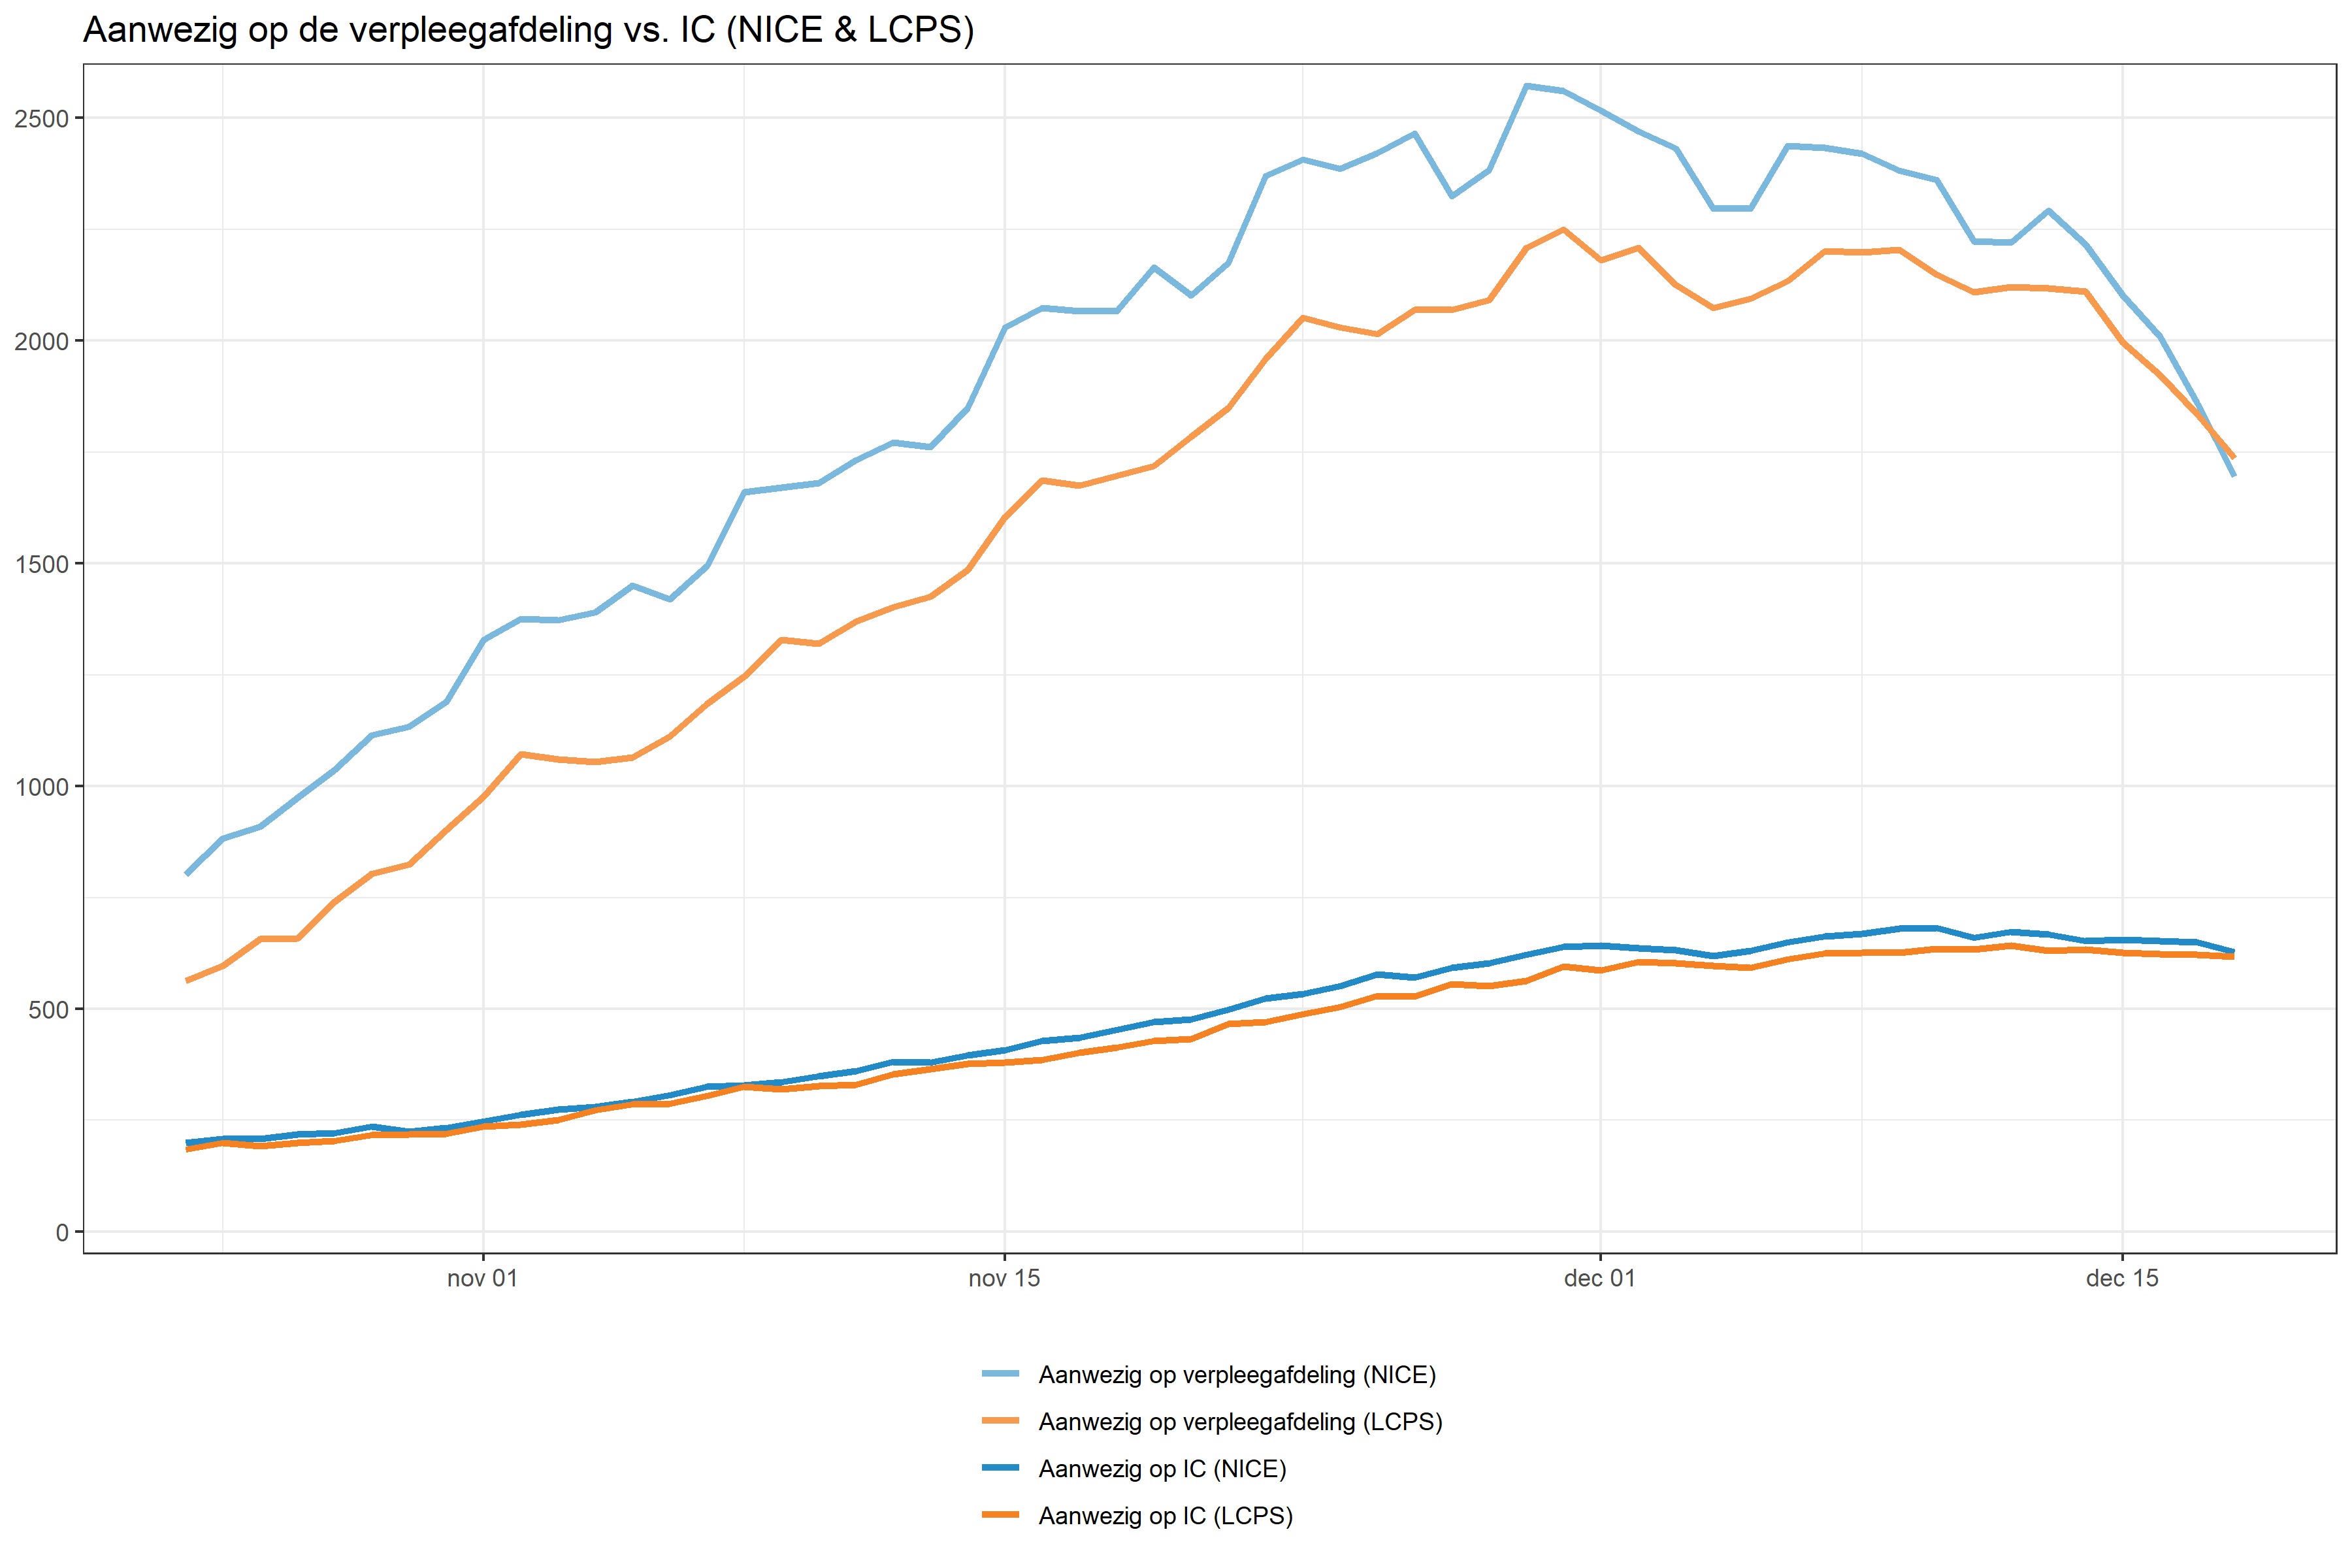 Aanwezig op de verpleegafdeling vs. IC (NICE & LCPS)
2500
2000
1500
1000
500
0
nov 01
nov 15
dec 01
dec 15
Aanwezig op verpleegafdeling (NICE)
Aanwezig op verpleegafdeling (LCPS)
Aanwezig op IC (NICE)
Aanwezig op IC (LCPS)